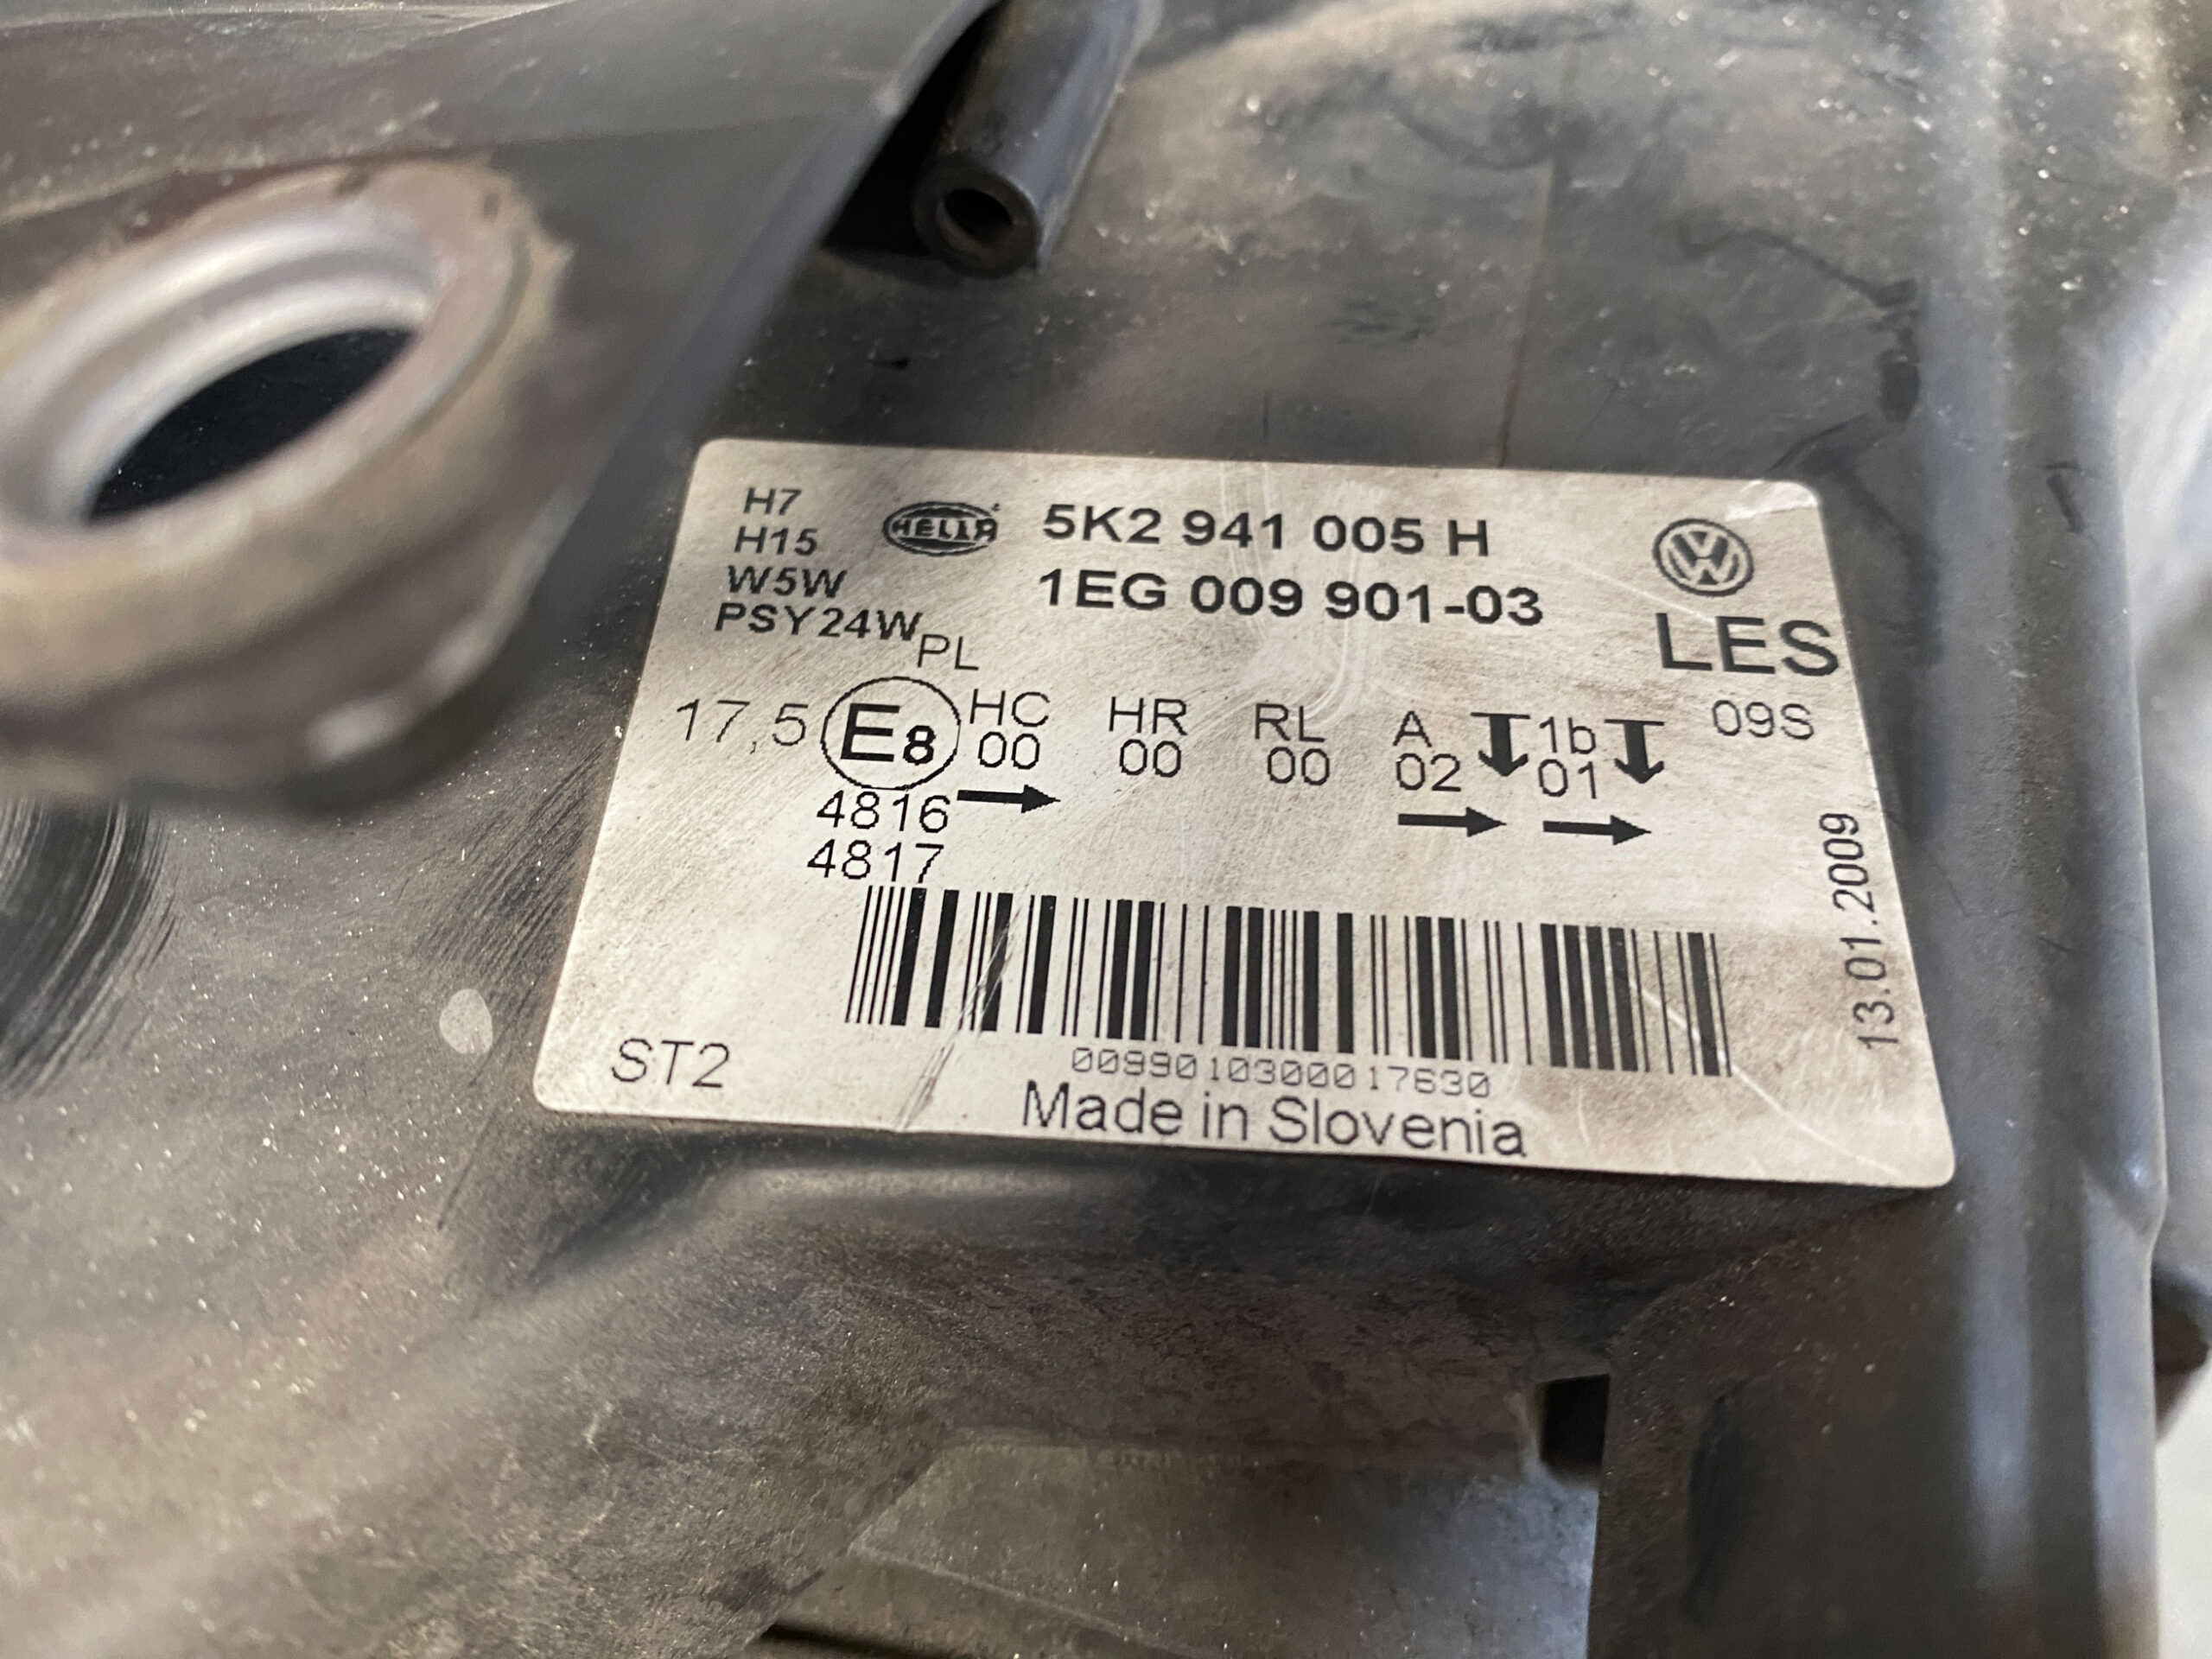 H7
H15
W5W
PSY24W
HELLA
5K2 941 005 H
1EG 009 901-03
LES
PL
17,5 E8 HC HR RL A 1b 09S
00 00 00 02 01
4816
4817
13.01.2009
0099010300017630
ST2
Made in Slovenia